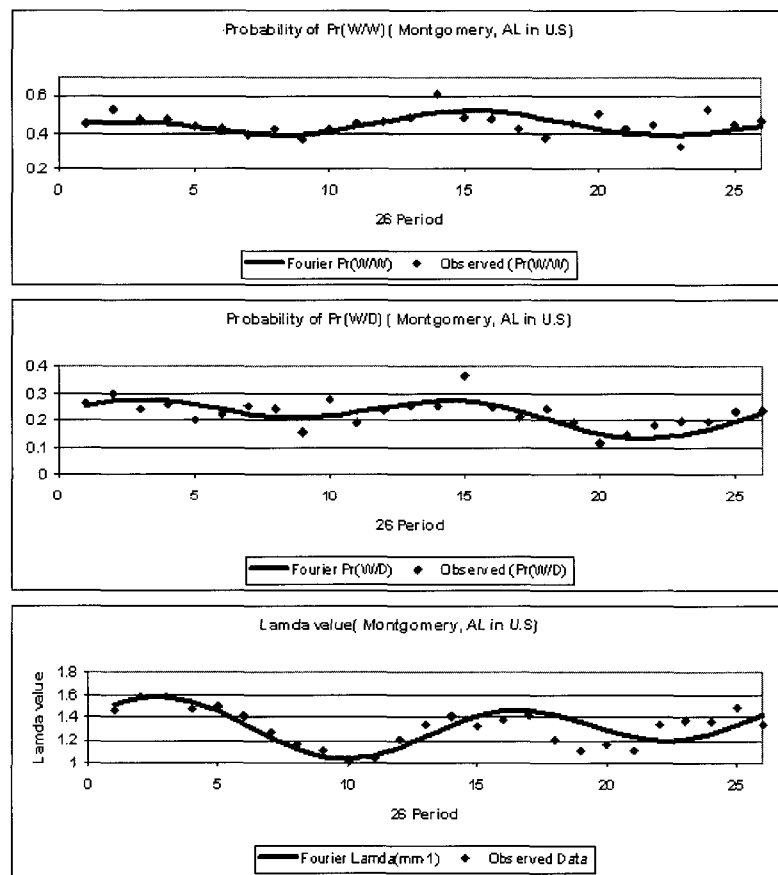 Probability of Pr(W/W)( Montgomery, AL in U.S)
0.6
0.4
0.2
0 5 10 15 20 25
26 Period
Fourier Pr(W/W) Observed (Pr(W/W)
Probability of Pr(W/D) ( Montgomery, AL in U.S)
0.4
0.3
0.2
0.1
0
0 5 10 15 20 25
26 Period
Fourier Pr(W/D) Observed (Pr(W/D)
Lamda value( Montgomery, AL in U.S)
Lamda value
1.8
1.6
1.4
1.2
1
0 5 10 15 20 25
26 Period
Fourier Lamda(mm-1) Observed Data